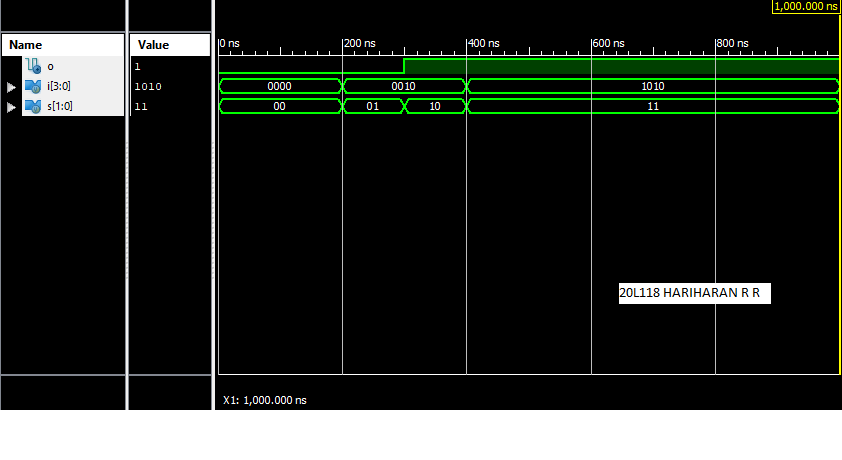 1,000.000 ns
Name Value 0 ns 200 ns 400 ns 600 ns 800 ns
o 1
i[3:0] 1010 0000 0010 1010
s[1:0] 11 00 01 10 11
20L118 HARIHARAN R R
X1: 1,000.000 ns